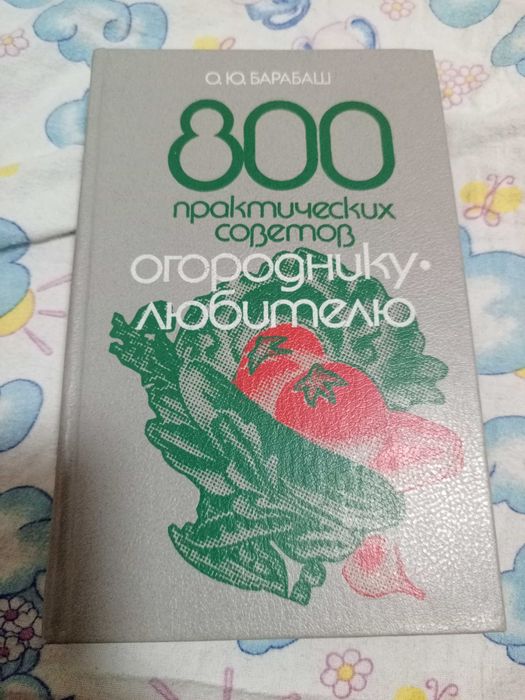 О. Ю. БАРАБАШ
800
практических
советов
огороднику-
любителю